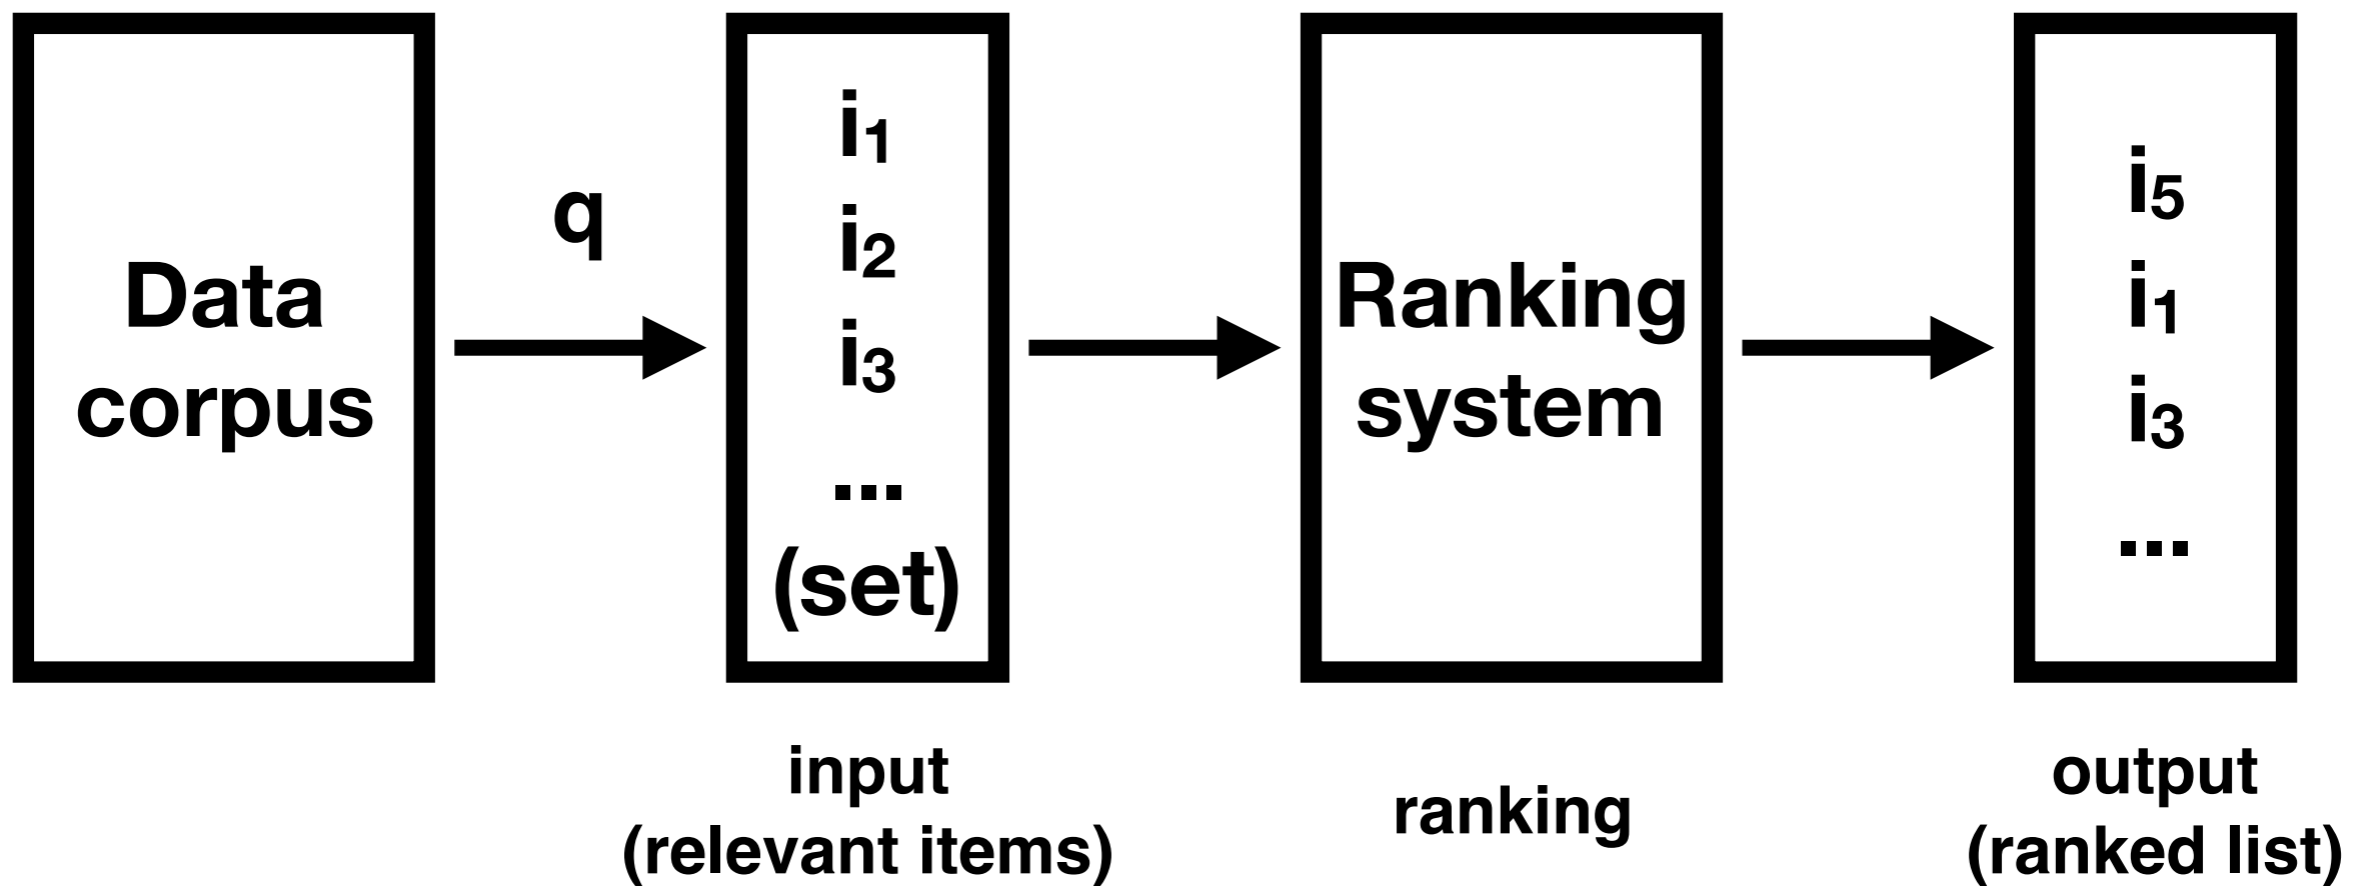 Data
corpus
q
i₁
i₂
i₃
...
(set)
input
(relevant items)
Ranking
system
ranking
i₅
i₁
i₃
...
output
(ranked list)